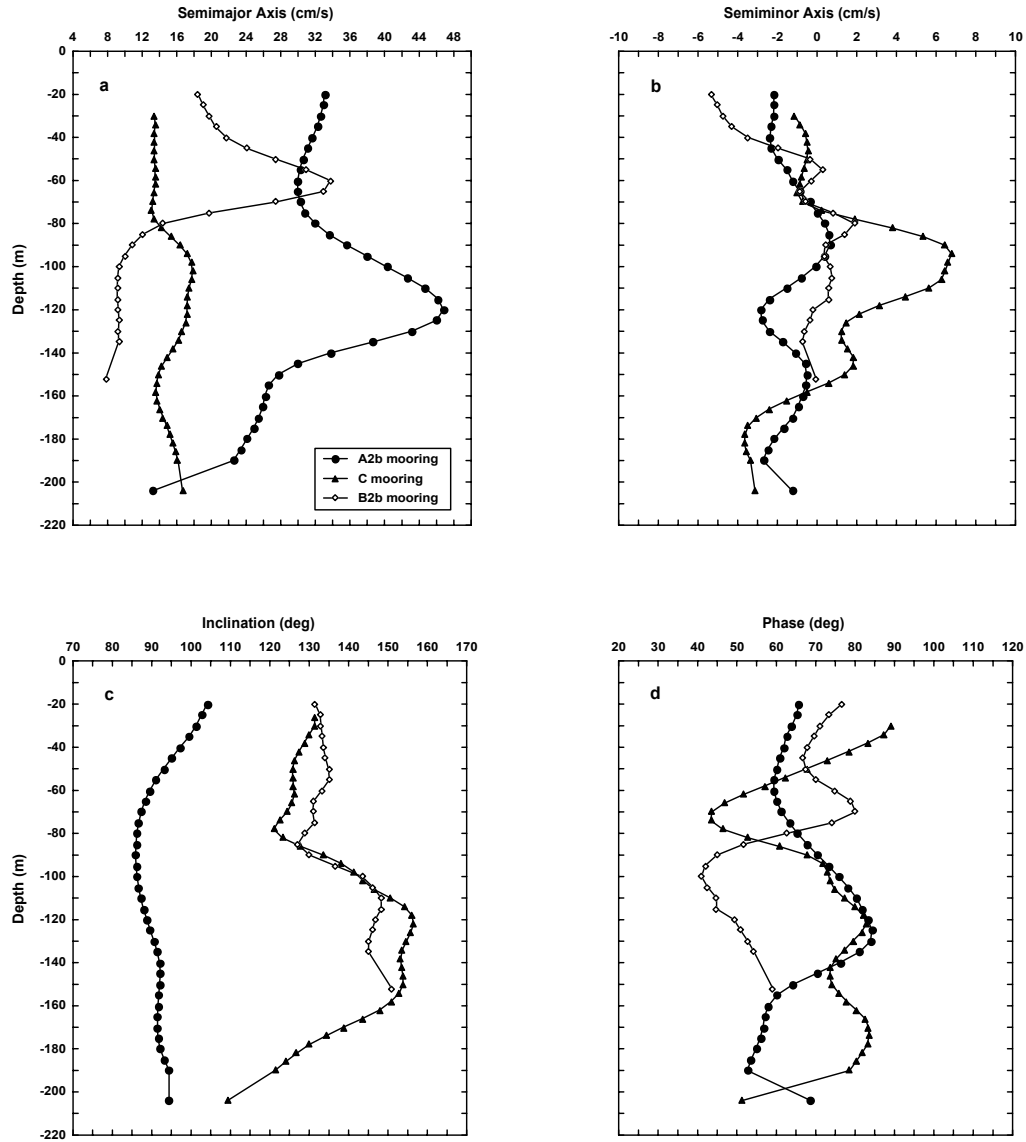 Semimajor Axis (cm/s)
4 8 12 16 20 24 28 32 36 40 44 48
0
-20
-40
-60
-80
-100
-120
-140
-160
-180
-200
-220
Depth (m)
a
A2b mooring
C mooring
B2b mooring
Semiminor Axis (cm/s)
-10 -8 -6 -4 -2 0 2 4 6 8 10
b
Inclination (deg)
70 80 90 100 110 120 130 140 150 160 170
0
-20
-40
-60
-80
-100
-120
-140
-160
-180
-200
-220
Depth (m)
c
Phase (deg)
20 30 40 50 60 70 80 90 100 110 120
d